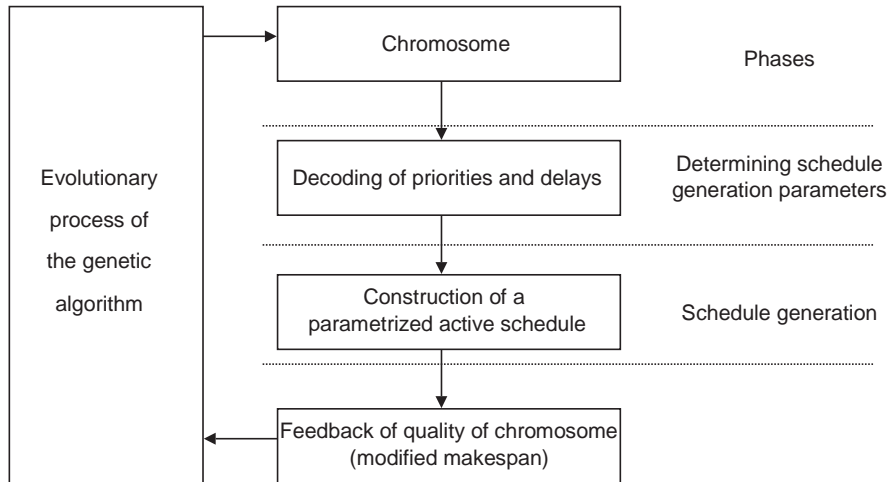 Chromosome
Phases
Evolutionary
process of
the genetic
algorithm
Decoding of priorities and delays
Determining schedule
generation parameters
Construction of a
parametrized active schedule
Schedule generation
Feedback of quality of chromosome
(modified makespan)